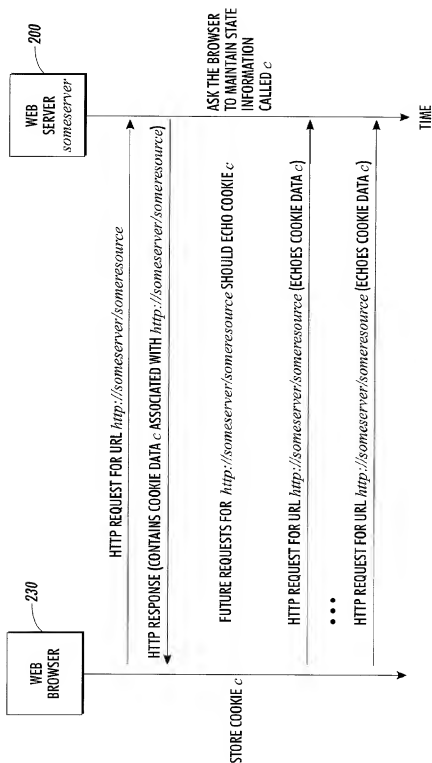 230
WEB
BROWSER
200
WEB
SERVER
someserver
HTTP REQUEST FOR URL http://someserver/someresource
HTTP RESPONSE (CONTAINS COOKIE DATA c ASSOCIATED WITH http://someserver/someresource)
STORE COOKIE c
FUTURE REQUESTS FOR http://someserver/someresource SHOULD ECHO COOKIE c
ASK THE BROWSER
TO MAINTAIN STATE
INFORMATION
CALLED c
HTTP REQUEST FOR URL http://someserver/someresource (ECHOES COOKIE DATA c)
•••
HTTP REQUEST FOR URL http://someserver/someresource (ECHOES COOKIE DATA c)
TIME